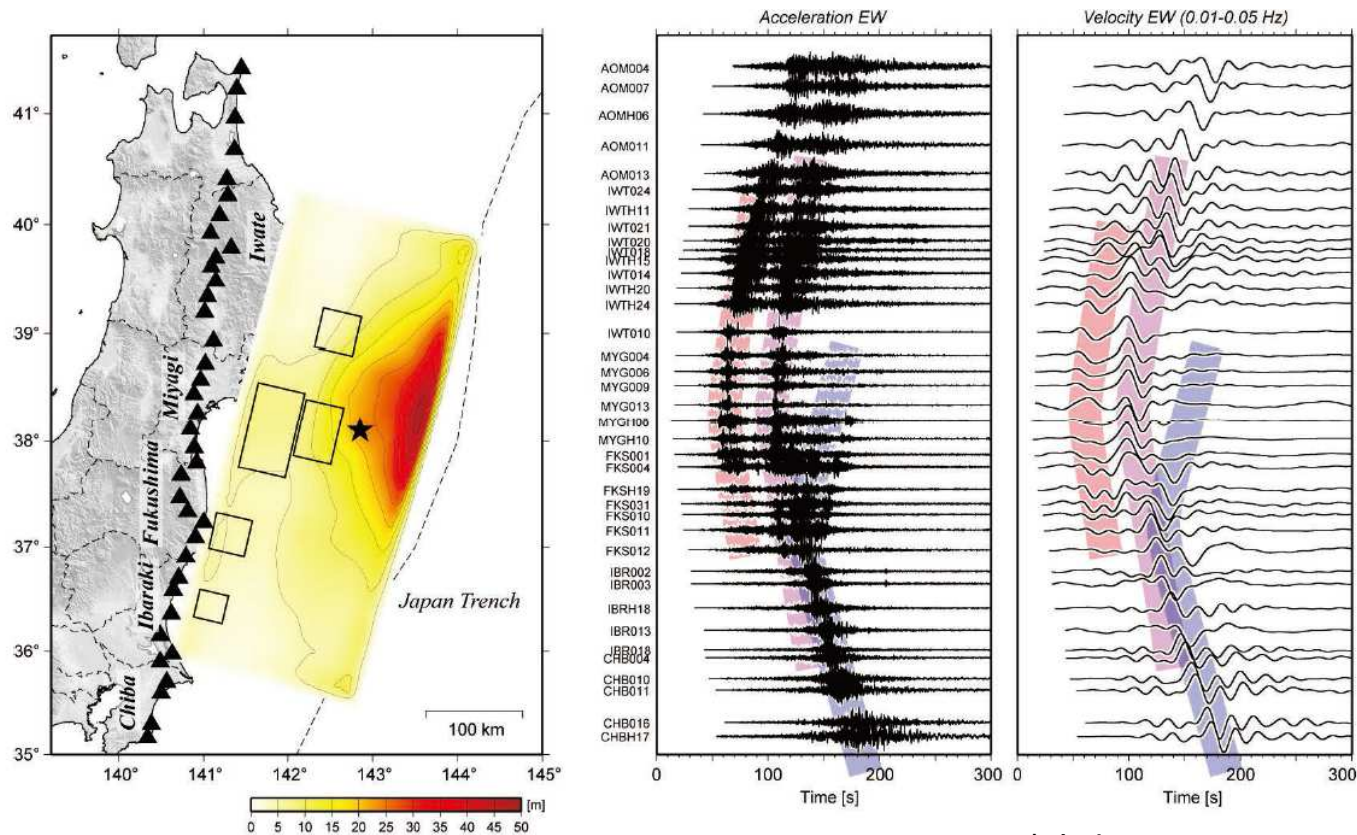 Acceleration EW
Velocity EW (0.01-0.05 Hz)
41°
40°
39°
38°
37°
36°
35°
140°
141°
142°
143°
144°
145°
Iwate
Miyagi
Fukushima
Ibaraki
Chiba
Japan Trench
100 km
[m]
0 5 10 15 20 25 30 35 40 45 50
AOM004
AOM007
AOMH06
AOM011
AOM013
IWT024
IWTH11
IWT021
IWT020
IWT018
IWTH15
IWT014
IWTH20
IWTH24
IWT010
MYG004
MYG006
MYG009
MYG013
MYGH08
MYGH10
FKS001
FKS004
FKSH19
FKS031
FKS010
FKS011
FKS012
IBR002
IBR003
IBRH18
IBR013
IBR018
CHB004
CHB010
CHB011
CHB016
CHBH17
0 100 200 300
Time [s]
0 100 200 300
Time [s]